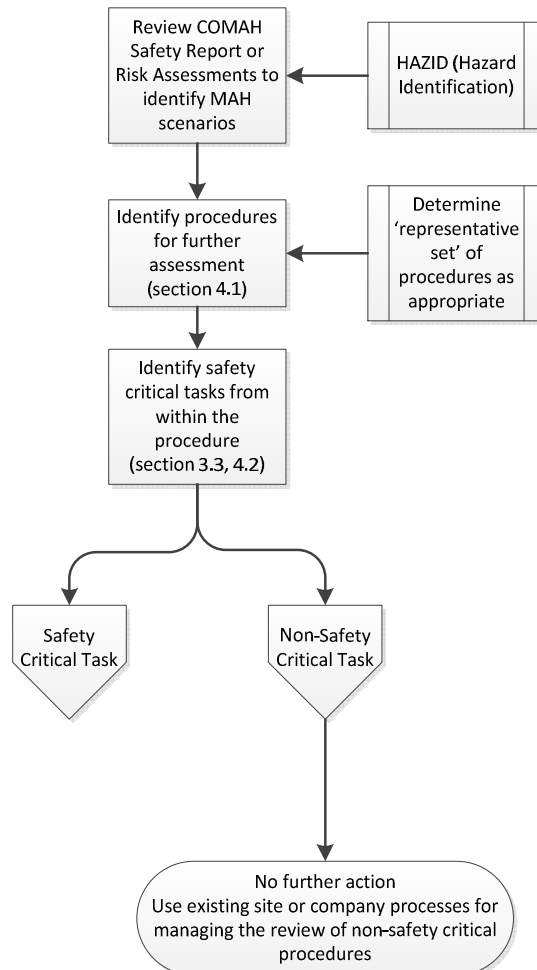 Review COMAH
Safety Report or
Risk Assessments to
identify MAH
scenarios
HAZID (Hazard
Identification)
Identify procedures
for further
assessment
(section 4.1)
Determine
‘representative
set’ of
procedures as
appropriate
Identify safety
critical tasks from
within the
procedure
(section 3.3, 4.2)
Safety
Critical Task
Non-Safety
Critical Task
No further action
Use existing site or company processes for
managing the review of non-safety critical
procedures